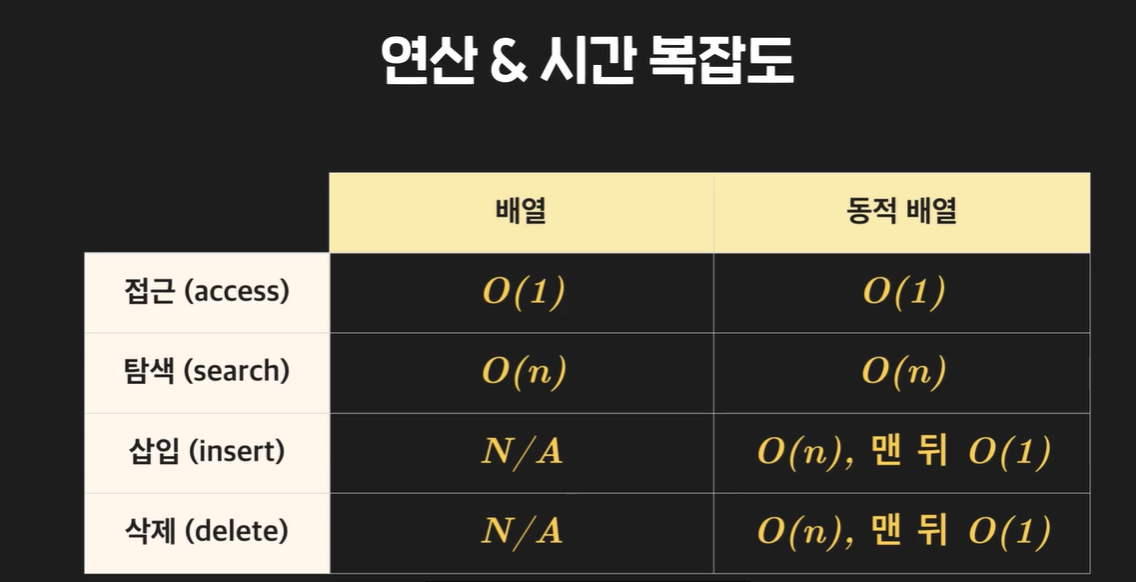 연산 & 시간 복잡도
배열 동적 배열
접근 (access) O(1) O(1)
탐색 (search) O(n) O(n)
삽입 (insert) N/A O(n), 맨 뒤 O(1)
삭제 (delete) N/A O(n), 맨 뒤 O(1)